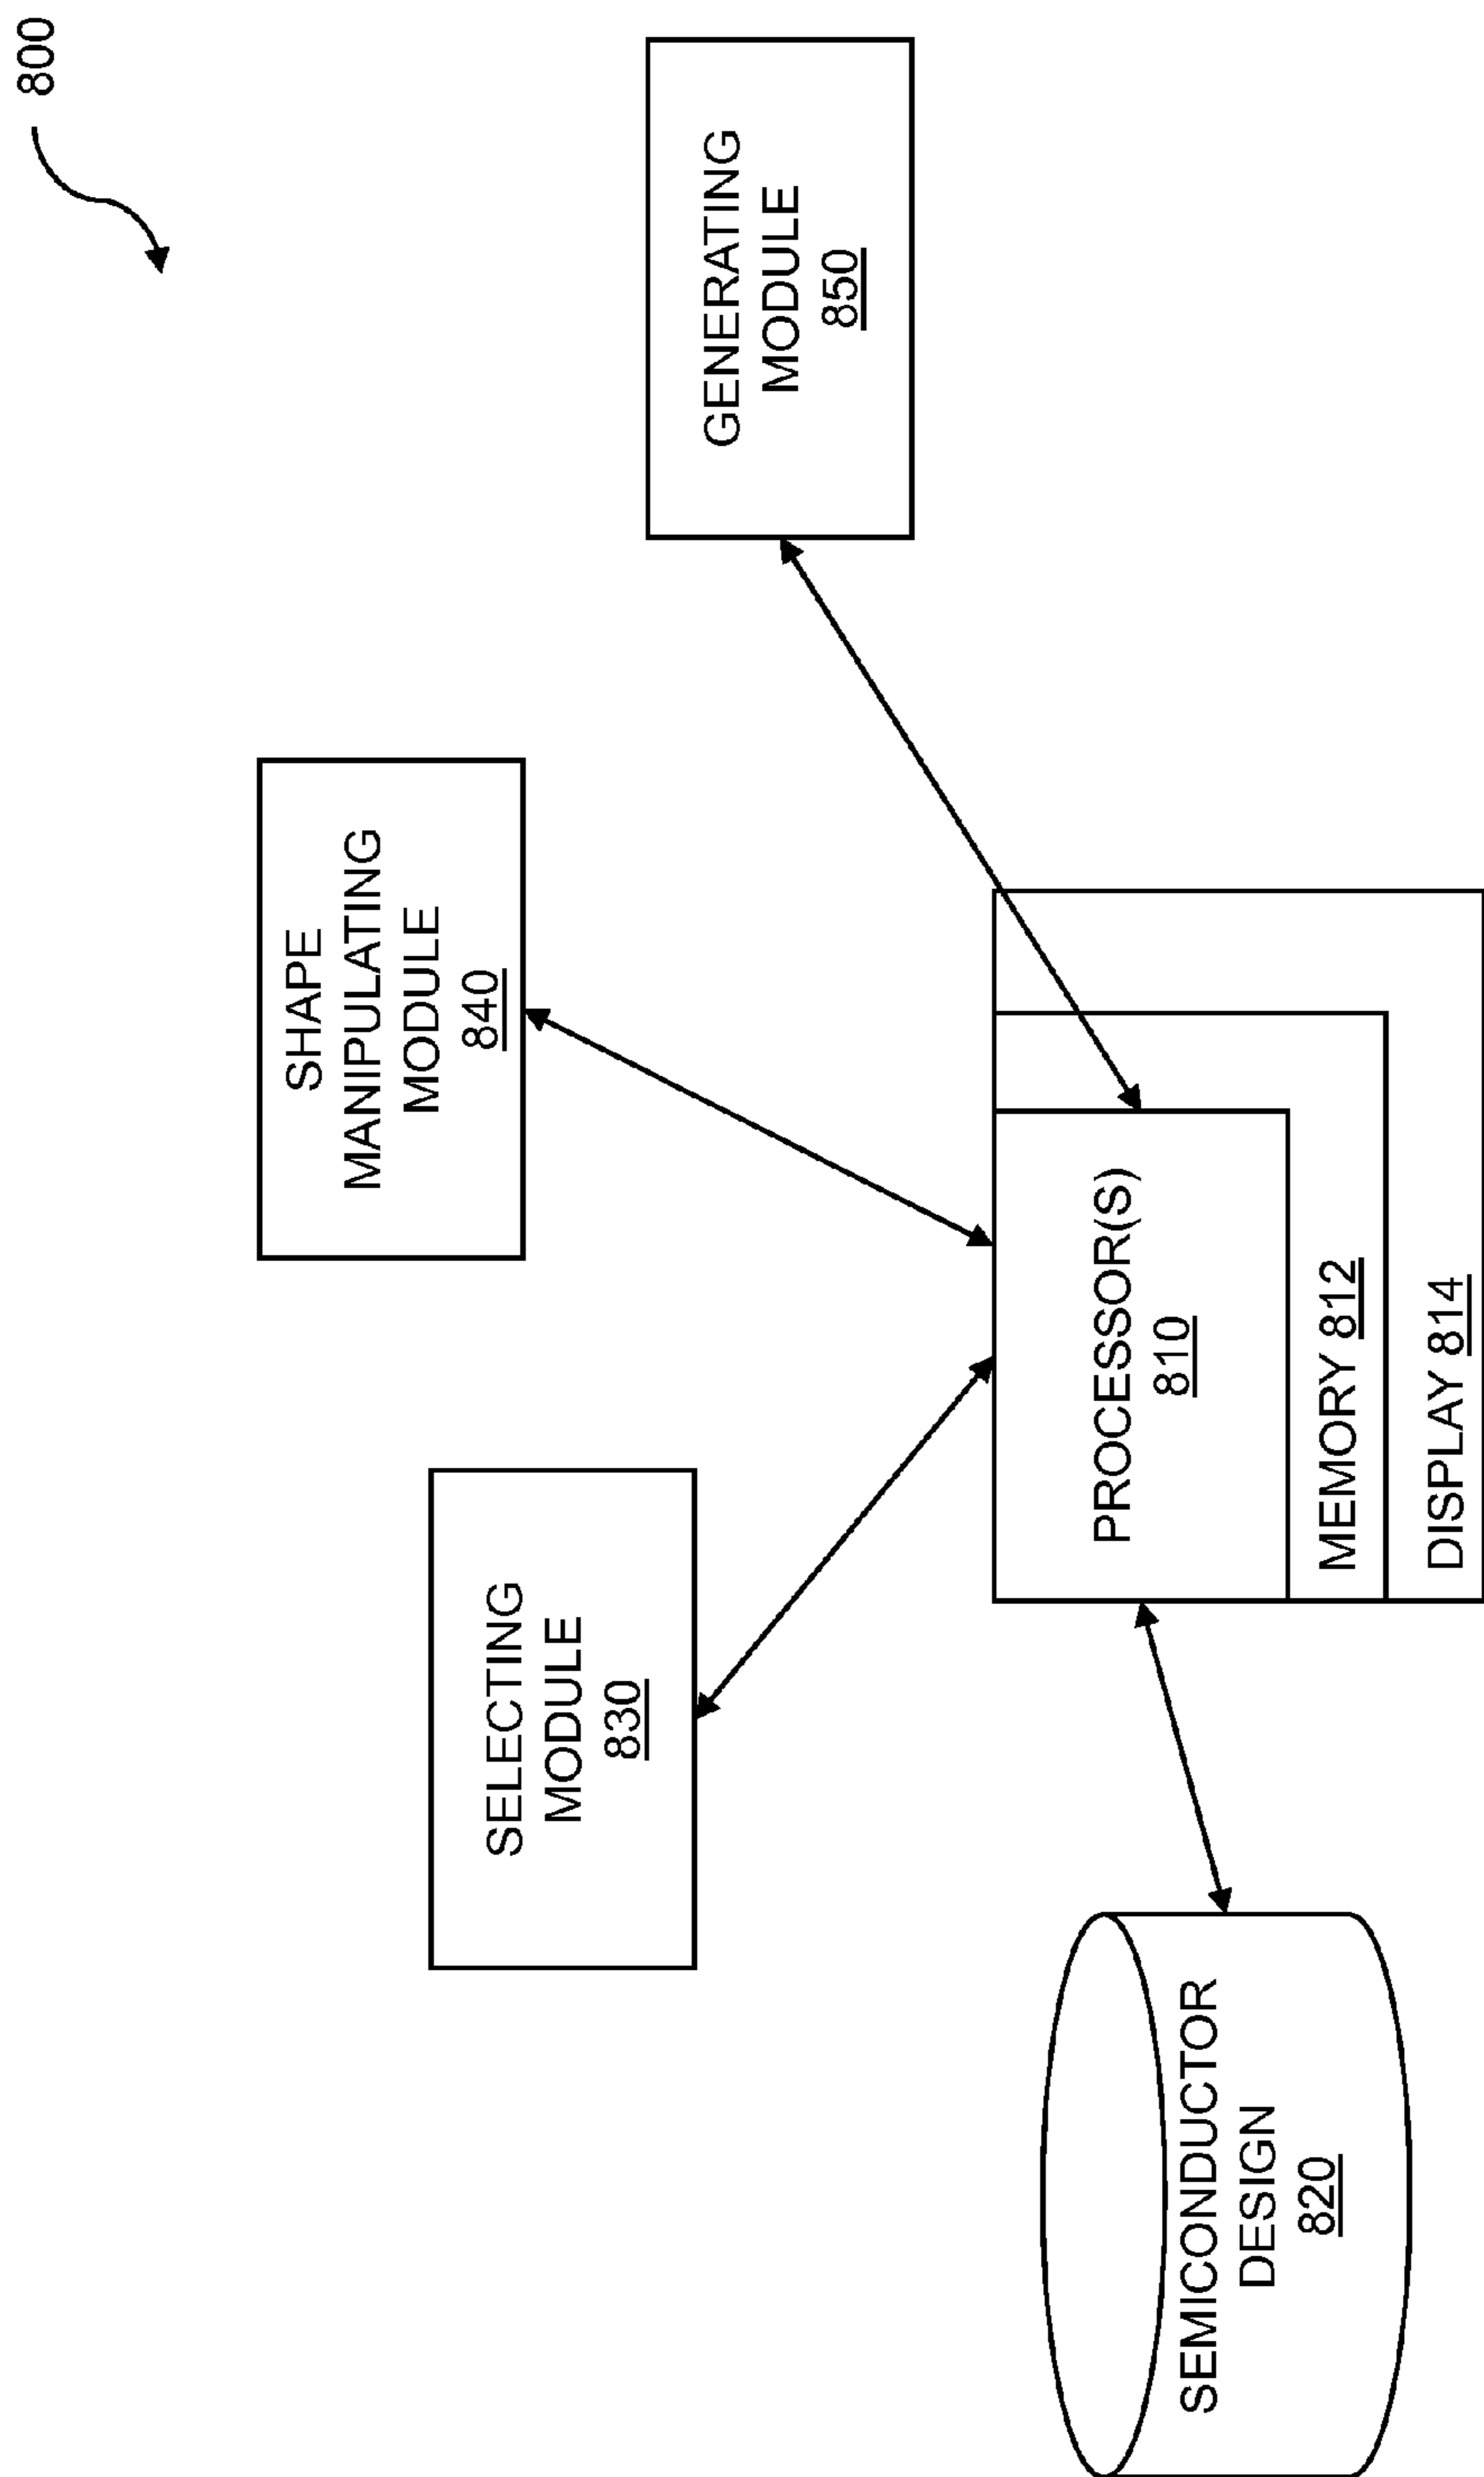 800
SHAPE
MANIPULATING
MODULE
840
SELECTING
MODULE
830
GENERATING
MODULE
850
SEMICONDUCTOR
DESIGN
820
PROCESSOR(S)
810
MEMORY 812
DISPLAY 814